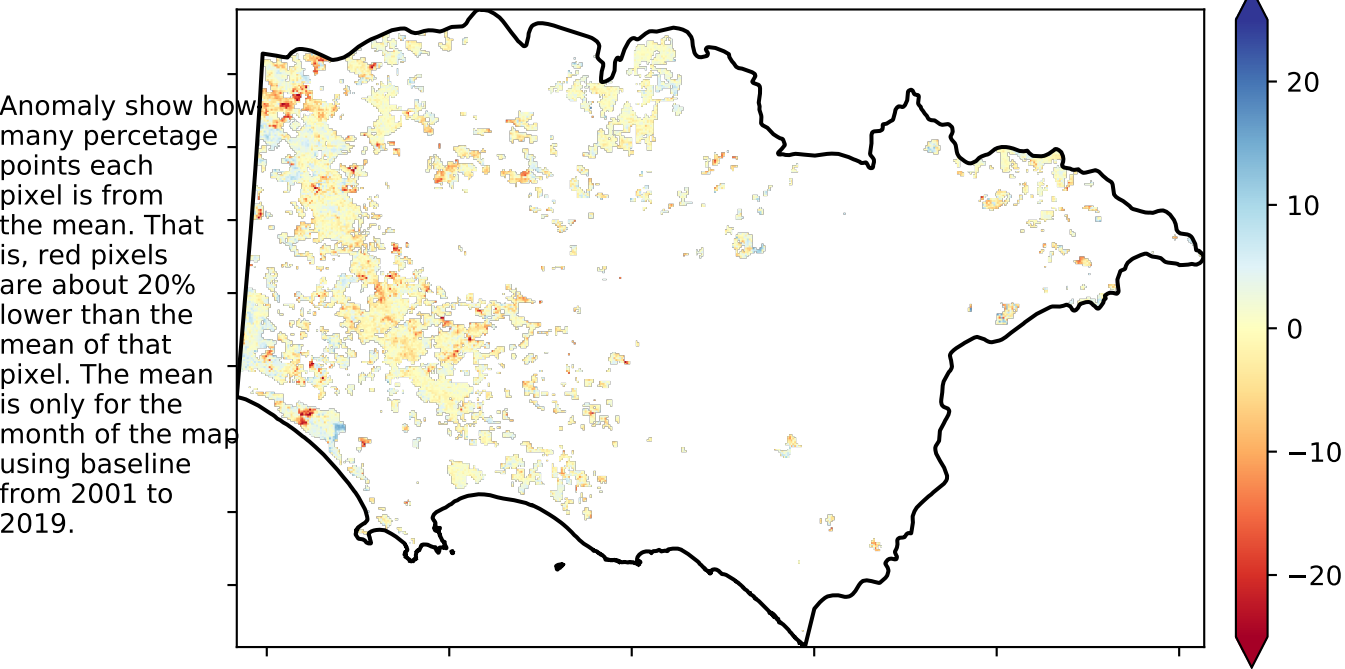 Anomaly show how
many percetage
points each
pixel is from
the mean. That
is, red pixels
are about 20%
lower than the
mean of that
pixel. The mean
is only for the
month of the map
using baseline
from 2001 to
2019.
20
10
0
−10
−20